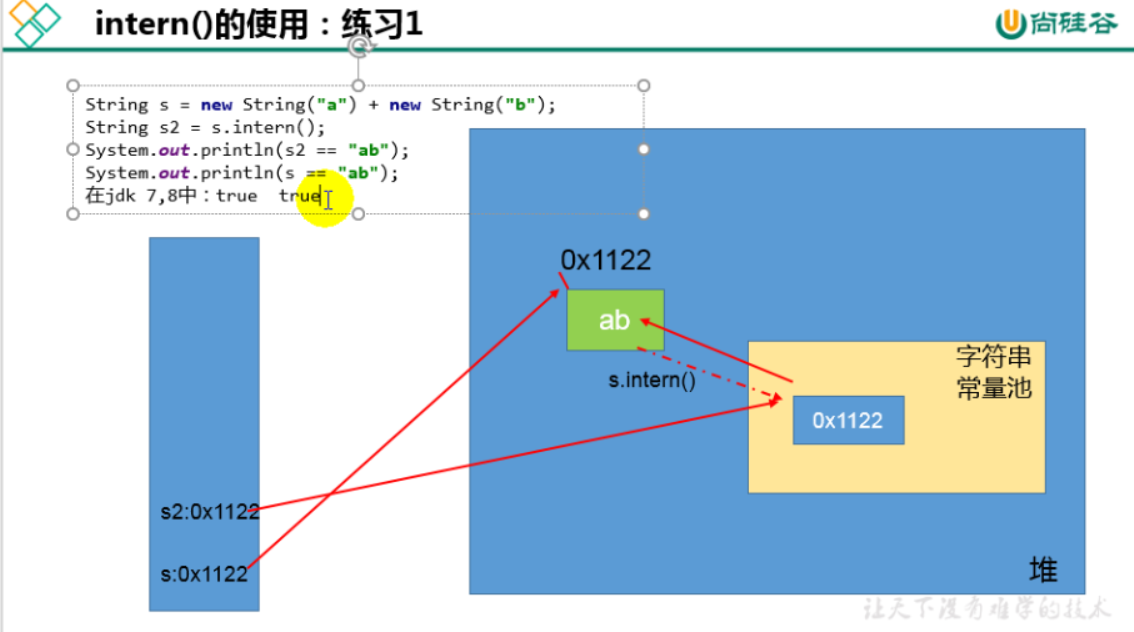 intern()的使用：练习1
尚硅谷
String s = new String("a") + new String("b");
String s2 = s.intern();
System.out.println(s2 == "ab");
System.out.println(s == "ab");
在jdk 7,8中：true  true
0x1122
ab
字符串
常量池
s.intern()
0x1122
s2:0x1122
s:0x1122
堆
让天下没有难学的技术